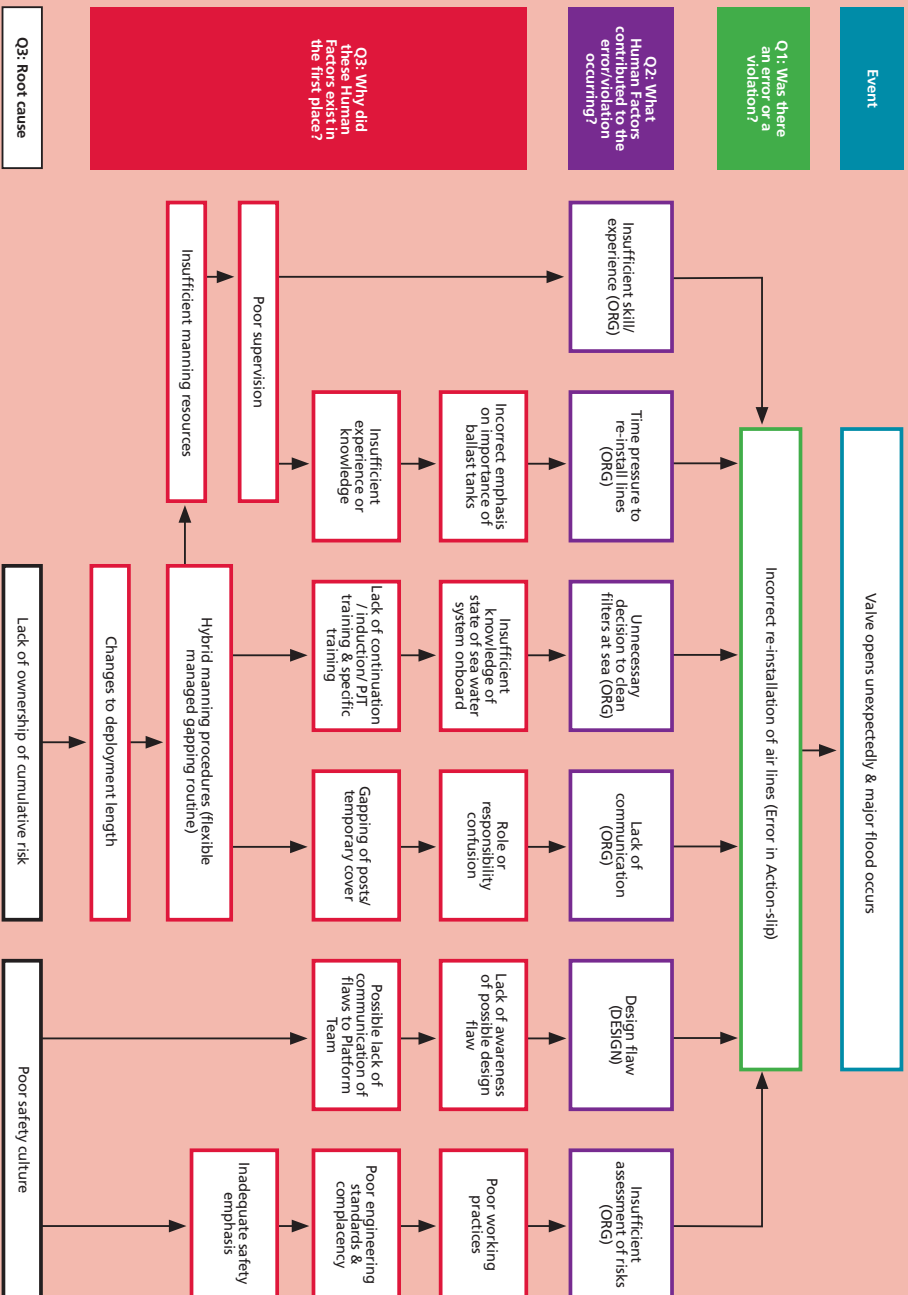 Event
Valve opens unexpectedly & major flood occurs
Q1: Was there
an error or a
violation?
Incorrect re-installation of air lines (Error in Action-slip)
Q2: What
Human Factors
contributed to the
error/violation
occurring?
Insufficient skill/
experience (ORG)
Time pressure to
re-install lines
(ORG)
Unnecessary
decision to clean
filters at sea (ORG)
Lack of
communication
(ORG)
Design flaw
(DESIGN)
Insufficient
assessment of risks
(ORG)
Q3: Why did
these Human
Factors exist in
the first place?
Incorrect emphasis
on importance of
ballast tanks
Insufficient
knowledge of
state of sea water
system onboard
Role or
responsibility
confusion
Lack of awareness
of possible design
flaw
Poor working
practices
Insufficient
experience or
knowledge
Lack of continuation
/ induction/ PJT
training & specific
training
Gapping of posts/
temporary cover
Possible lack of
communication of
flaws to Platform
Team
Poor engineering
standards &
complacency
Poor supervision
Inadequate safety
emphasis
Insufficient manning resources
Hybrid manning procedures (flexible
managed gapping routine)
Changes to deployment length
Q3: Root cause
Lack of ownership of cumulative risk
Poor safety culture